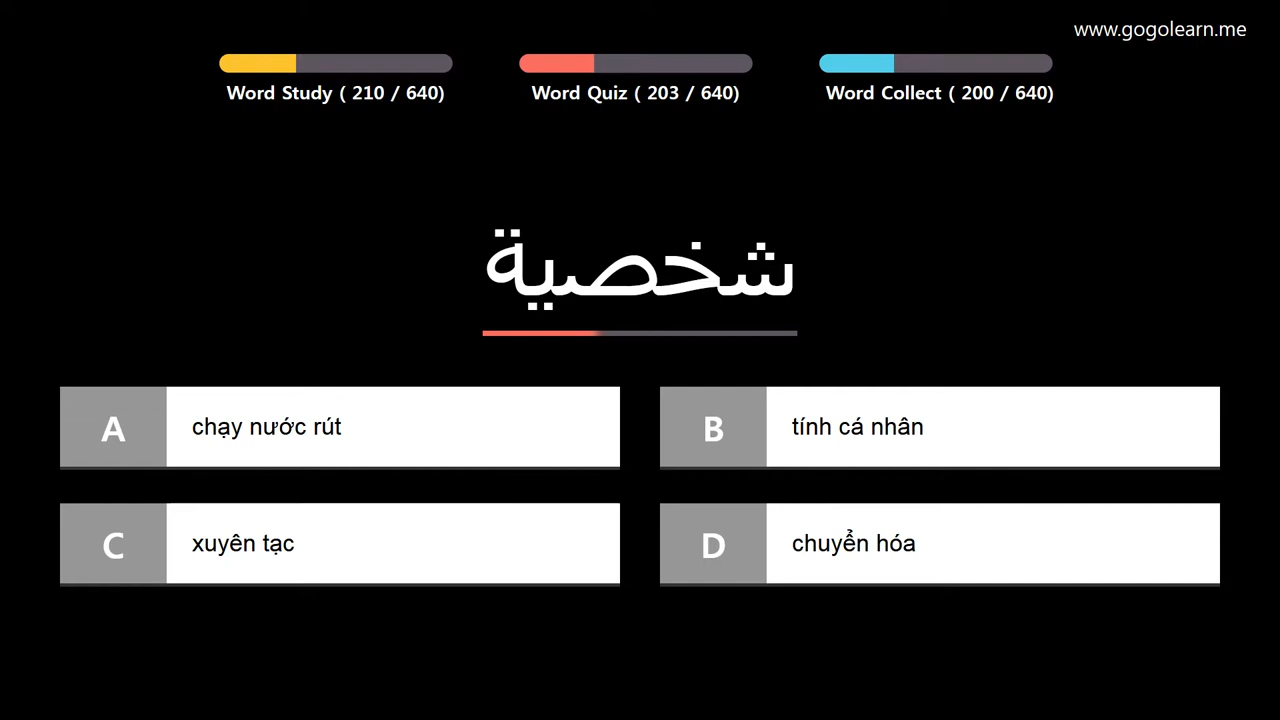 www.gogolearn.me
Word Study ( 210 / 640)
Word Quiz ( 203 / 640)
Word Collect ( 200 / 640)
شخصية
A
chạy nước rút
B
tính cá nhân
C
xuyên tạc
D
chuyển hóa